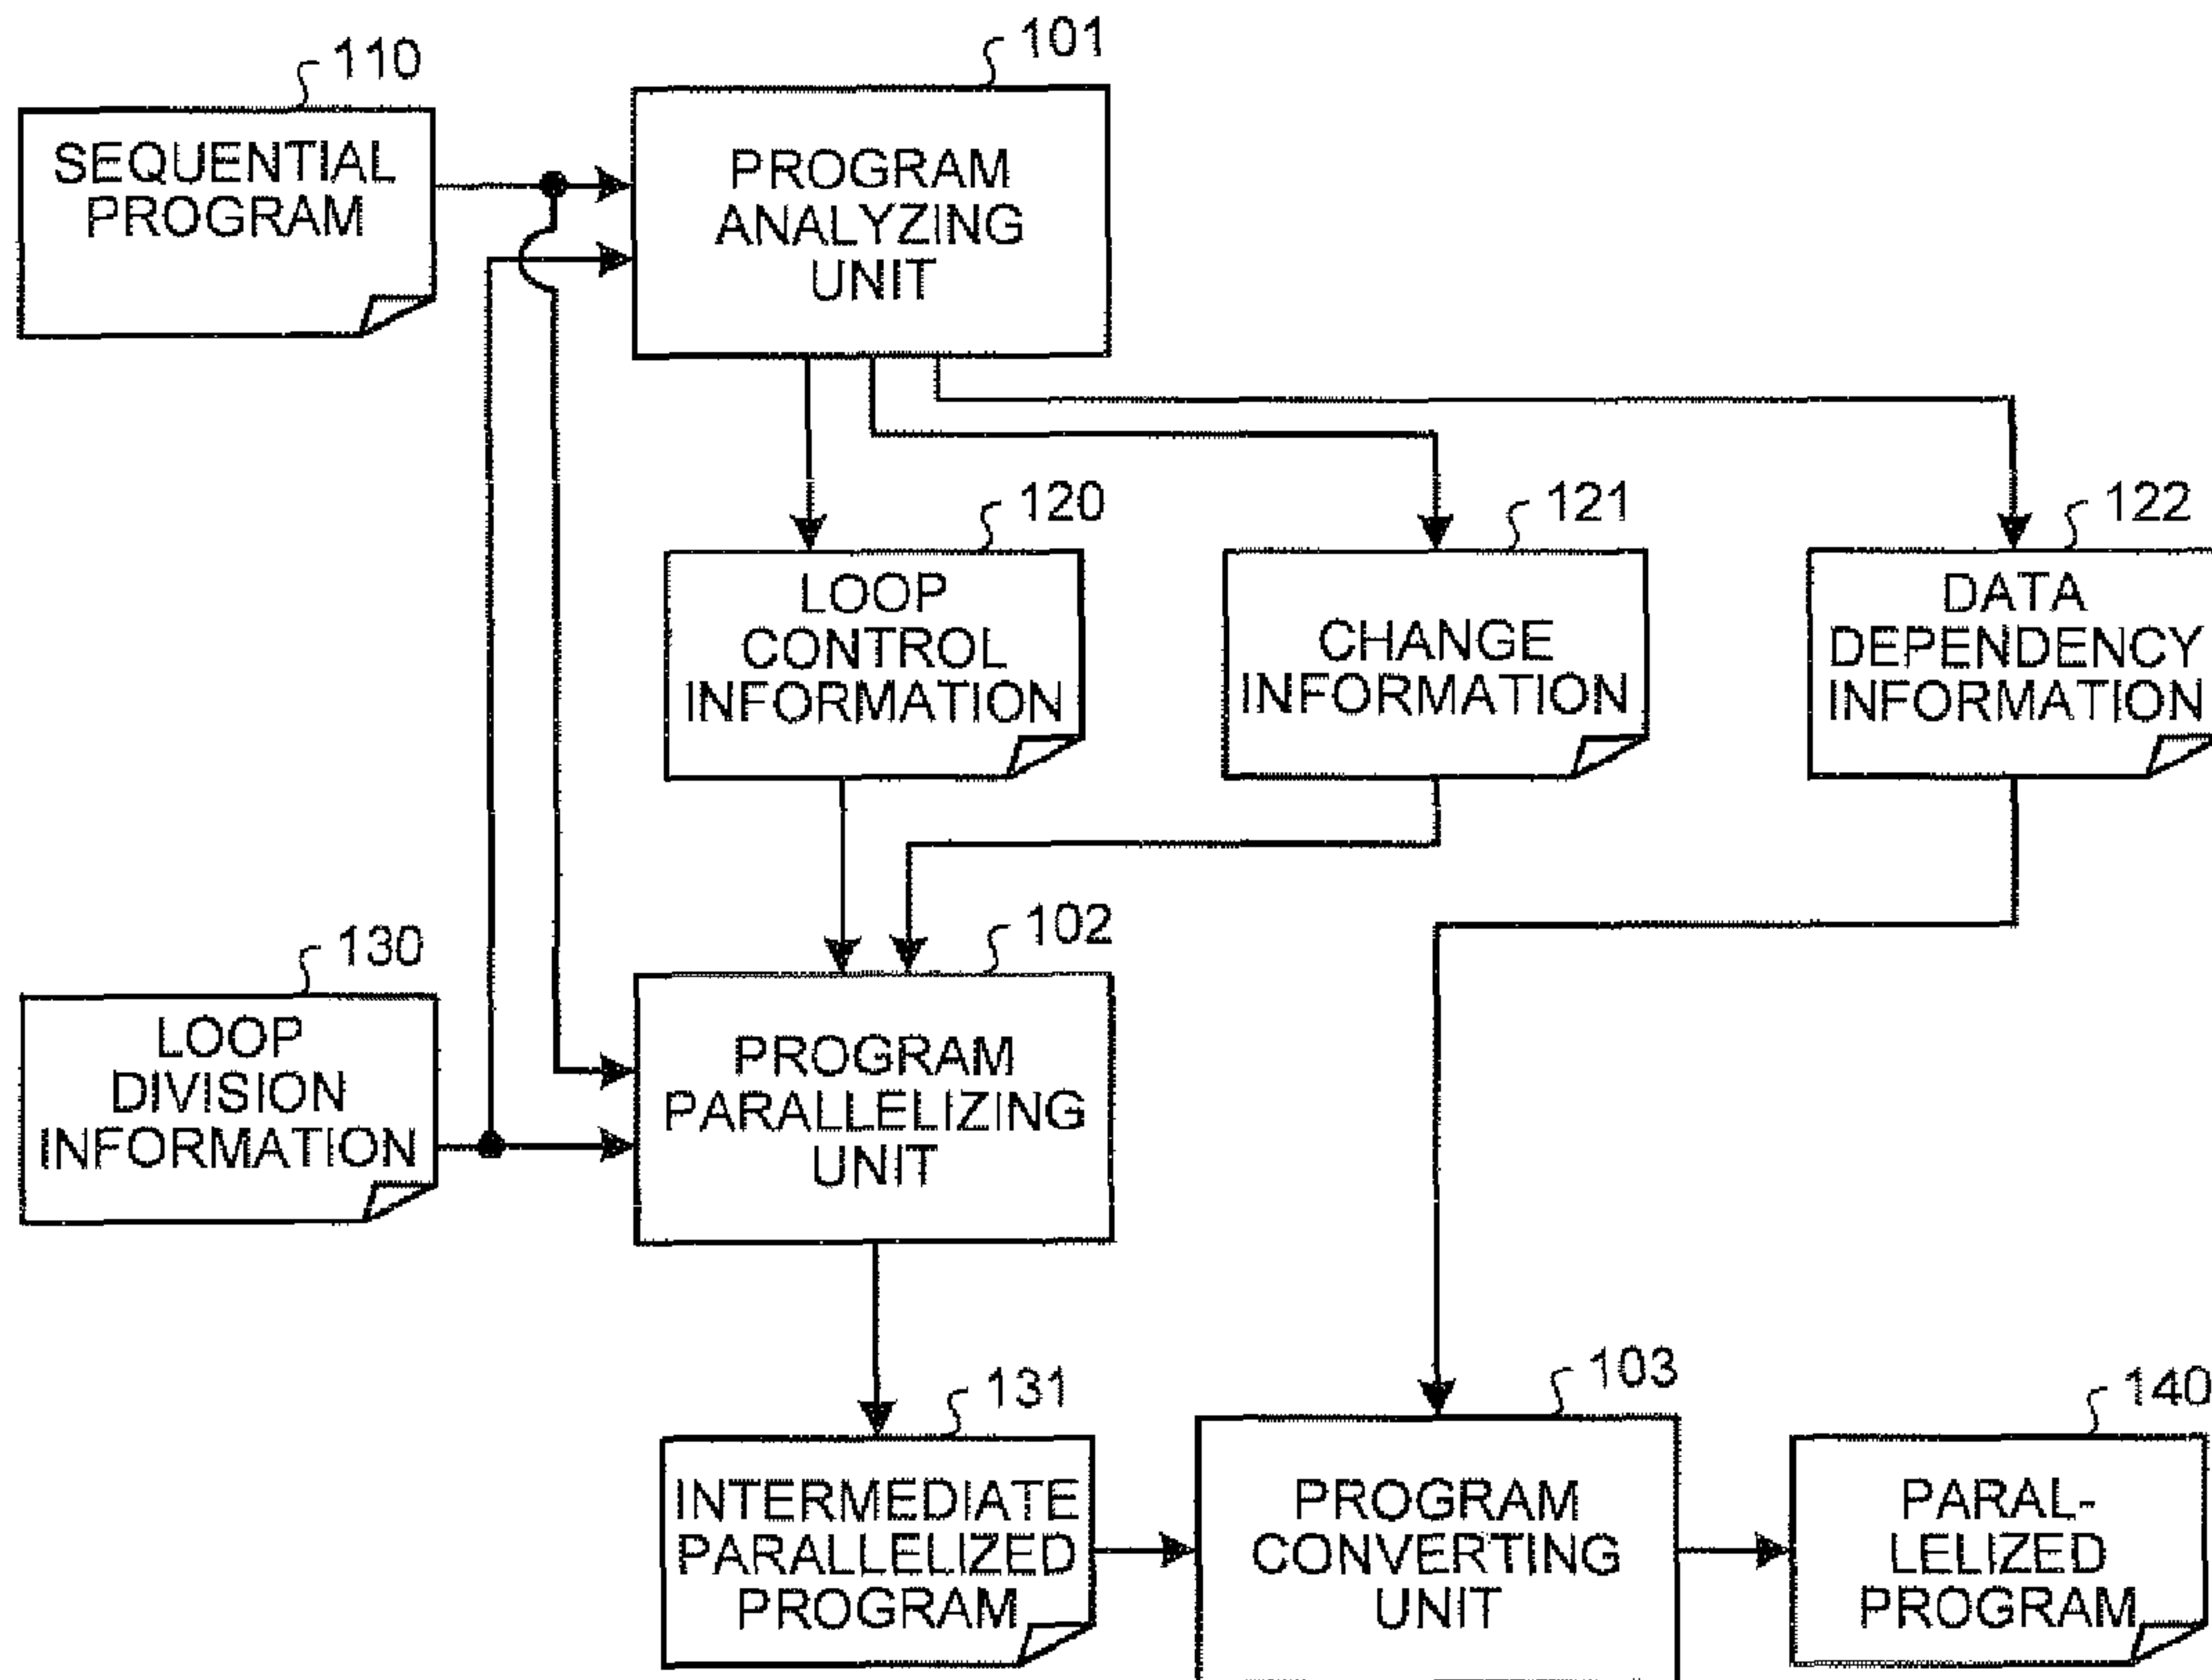 110
SEQUENTIAL
PROGRAM
101
PROGRAM
ANALYZING
UNIT
120
LOOP
CONTROL
INFORMATION
121
CHANGE
INFORMATION
122
DATA
DEPENDENCY
INFORMATION
130
LOOP
DIVISION
INFORMATION
102
PROGRAM
PARALLELIZING
UNIT
131
INTERMEDIATE
PARALLELIZED
PROGRAM
103
PROGRAM
CONVERTING
UNIT
140
PARAL-
LELIZED
PROGRAM